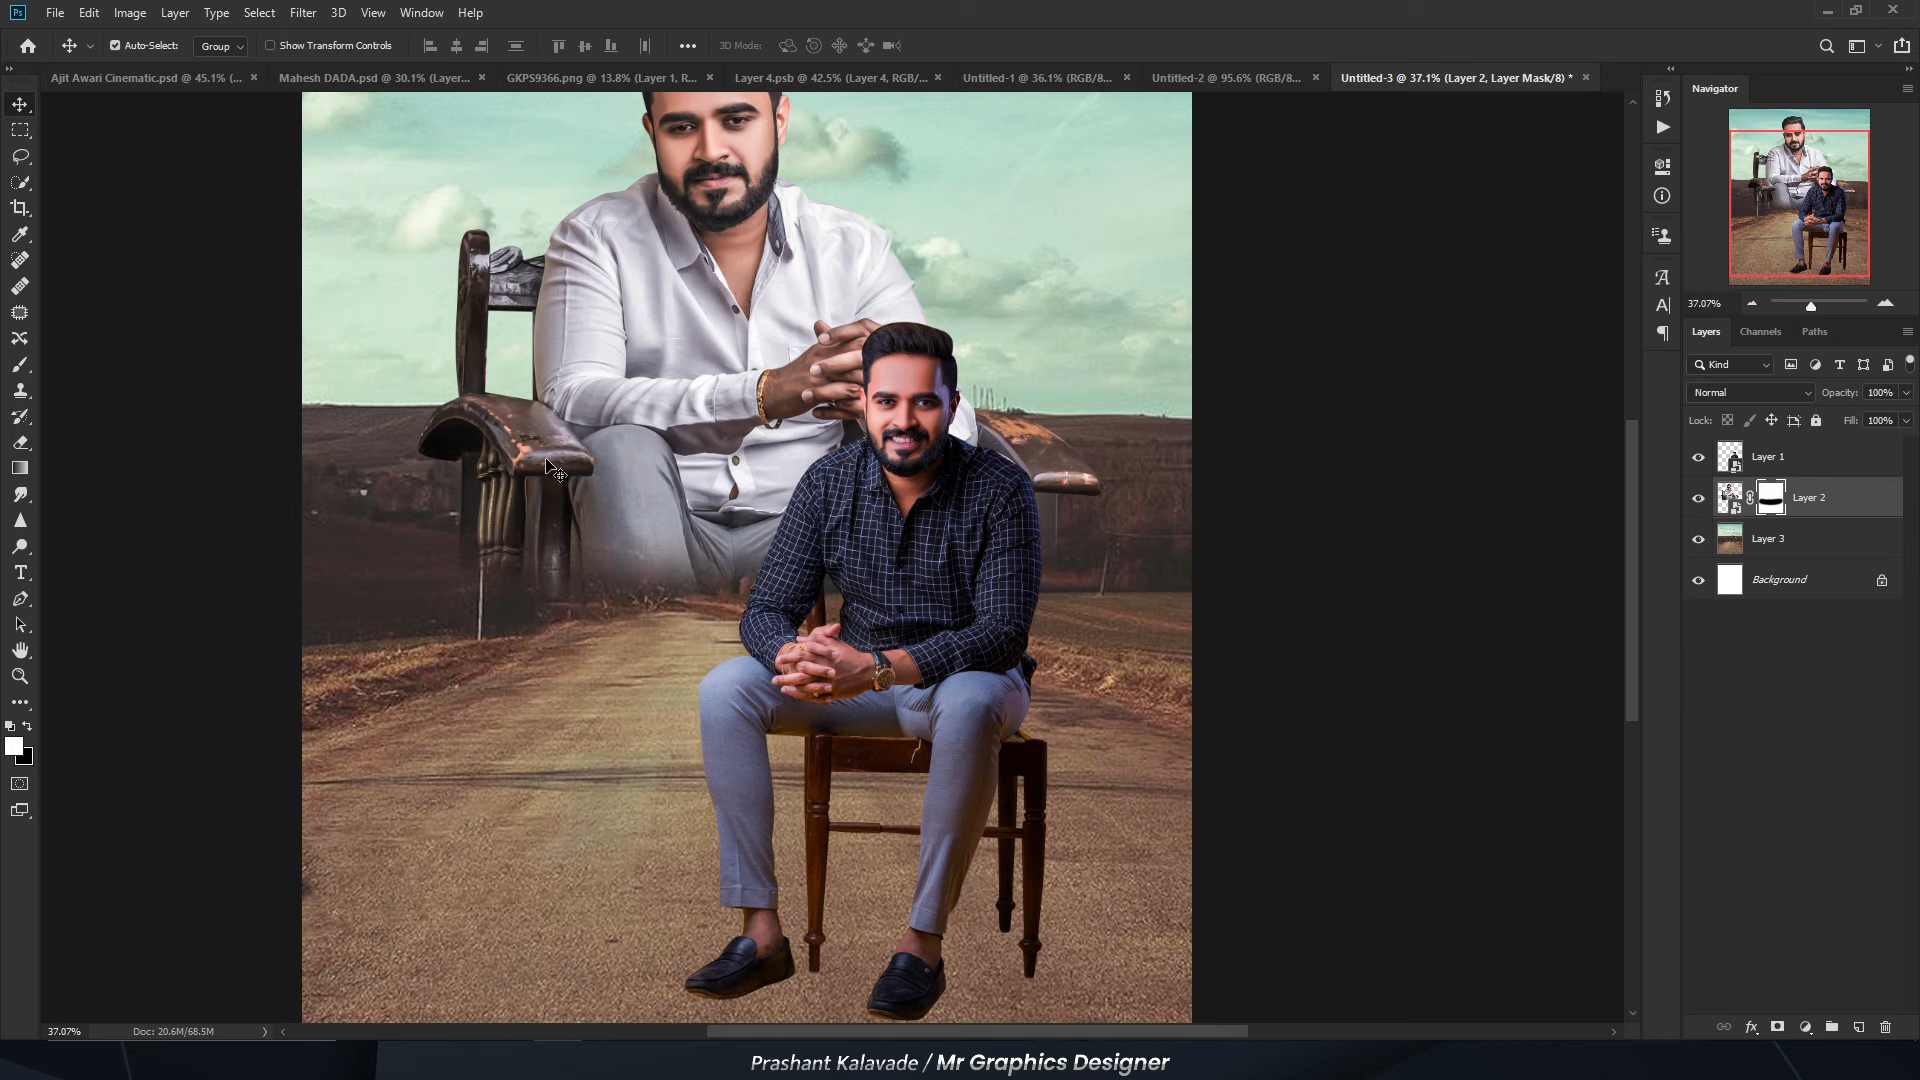 Ps File Edit Image Layer Type Select Filter 3D View Window Help
Auto-Select: Group Show Transform Controls 3D Mode:
Ajit Awari Cinematic.psd @ 45.1% (... Mahesh DADA.psd @ 30.1% (Layer... GKPS9366.png @ 13.8% (Layer 1, R... Layer 4.psb @ 42.5% (Layer 4, RGB/... Untitled-1 @ 36.1% (RGB/8... Untitled-2 @ 95.6% (RGB/8... Untitled-3 @ 37.1% (Layer 2, Layer Mask/8) *
Navigator
37.07%
Layers Channels Paths
Kind
Normal Opacity: 100%
Lock: Fill: 100%
Layer 1
Layer 2
Layer 3
Background
37.07% Doc: 20.6M/68.5M
Prashant Kalavade / Mr Graphics Designer